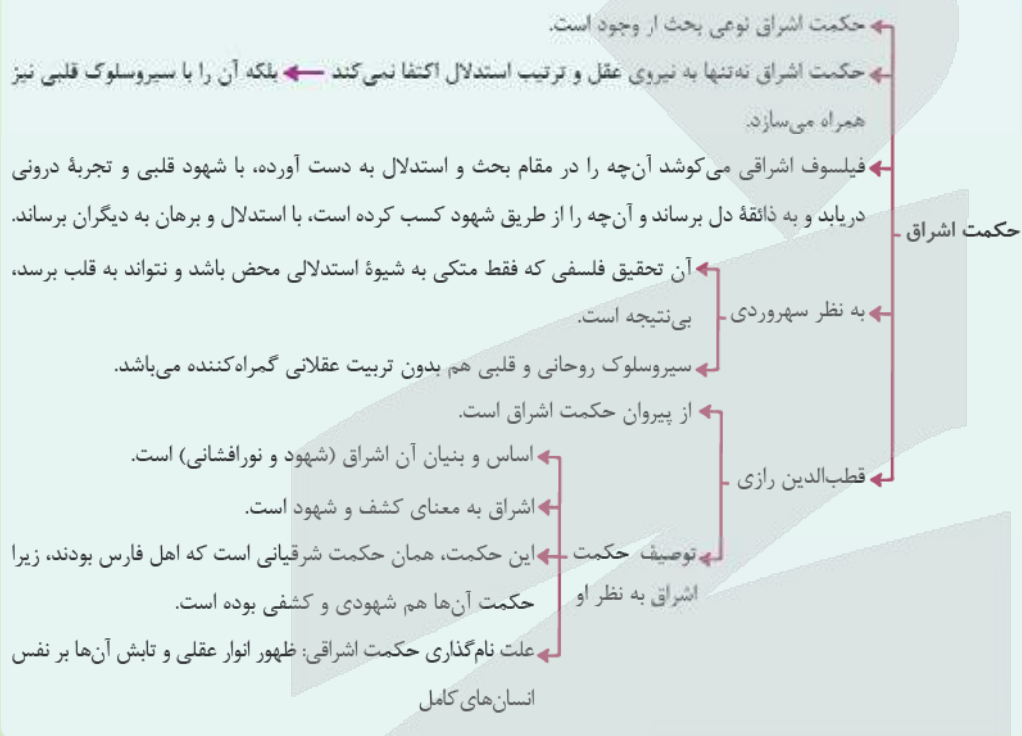 حکمت اشراق نوعی بحث از وجود است.
حکمت اشراق نه‌تنها به نیروی عقل و ترتیب استدلال اکتفا نمی‌کند ← بلکه آن را با سیروسلوک قلبی نیز
همراه می‌سازد.
فیلسوف اشراقی می‌کوشد آن‌چه را در مقام بحث و استدلال به دست آورده، با شهود قلبی و تجربهٔ درونی
دریابد و به ذائقهٔ دل برساند و آن‌چه را از طریق شهود کسب کرده است، با استدلال و برهان به دیگران برساند.
حکمت اشراق
آن تحقیق فلسفی که فقط متکی به شیوهٔ استدلالی محض باشد و نتواند به قلب برسد،
به نظر سهروردی
بی‌نتیجه است.
سیروسلوک روحانی و قلبی هم بدون تربیت عقلانی گمراه‌کننده می‌باشد.
از پیروان حکمت اشراق است.
قطب‌الدین رازی
اساس و بنیان آن اشراق (شهود و نورافشانی) است.
اشراق به معنای کشف و شهود است.
توصیف حکمت
این حکمت، همان حکمت شرقیانی است که اهل فارس بودند، زیرا
اشراق به نظر او
حکمت آن‌ها هم شهودی و کشفی بوده است.
علت نام‌گذاری حکمت اشراقی: ظهور انوار عقلی و تابش آن‌ها بر نفس
انسان‌های کامل